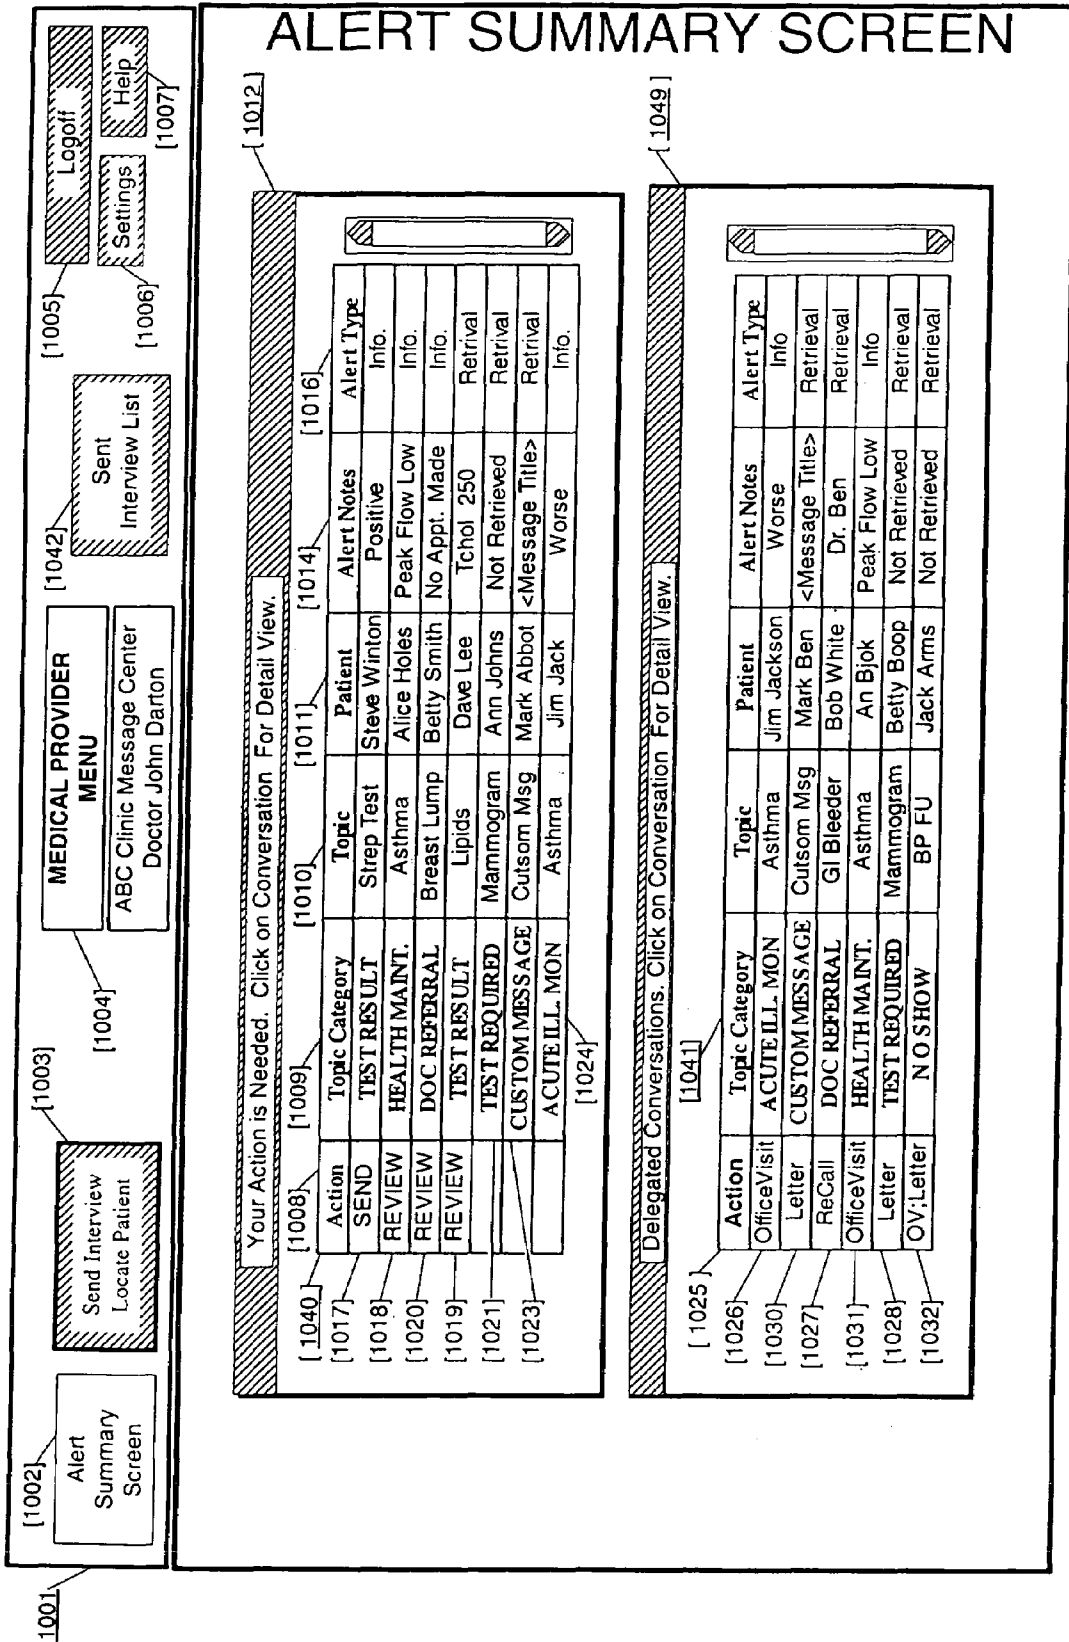 1001
[1002]
Alert
Summary
Screen
[1003]
Send Interview
Locate Patient
[1004]
MEDICAL PROVIDER
MENU
ABC Clinic Message Center
Doctor John Darton
[1042]
Sent
Interview List
[1005]
Logoff
[1006]
Settings
Help
[1007]
ALERT SUMMARY SCREEN
[1012]
Your Action is Needed. Click on Conversation For Detail View.
[1040] [1008] [1009] [1010] [1011] [1014] [1016]
Action Topic Category Topic Patient Alert Notes Alert Type
[1017] SEND TEST RESULT Strep Test Steve Winton Positive Info.
[1018] REVIEW HEALTH MAINT. Asthma Alice Holes Peak Flow Low Info.
[1020] REVIEW DOC REFERRAL Breast Lump Betty Smith No Appt. Made Info.
[1019] REVIEW TEST RESULT Lipids Dave Lee Tchol 250 Retrival
[1021] TEST REQUIRED Mammogram Ann Johns Not Retrieved Retrival
[1023] CUSTOM MESSAGE Cutsom Msg Mark Abbot <Message Title> Retrival
ACUTE ILL. MON Asthma Jim Jack Worse Info.
[1024]
[1049]
Delegated Conversations. Click on Conversation For Detail View.
[1025] [1041]
Action Topic Category Topic Patient Alert Notes Alert Type
[1026] OfficeVisit ACUTE ILL. MON Asthma Jim Jackson Worse Info
[1030] Letter CUSTOM MESSAGE Cutsom Msg Mark Ben <Message Title> Retrieval
[1027] ReCall DOC REFERRAL GI Bleeder Bob White Dr. Ben Retrieval
[1031] OfficeVisit HEALTH MAINT. Asthma An Bjok Peak Flow Low Info
[1028] Letter TEST REQUIRED Mammogram Betty Boop Not Retrieved Retrieval
[1032] OV;Letter NO SHOW BP FU Jack Arms Not Retrieved Retrieval